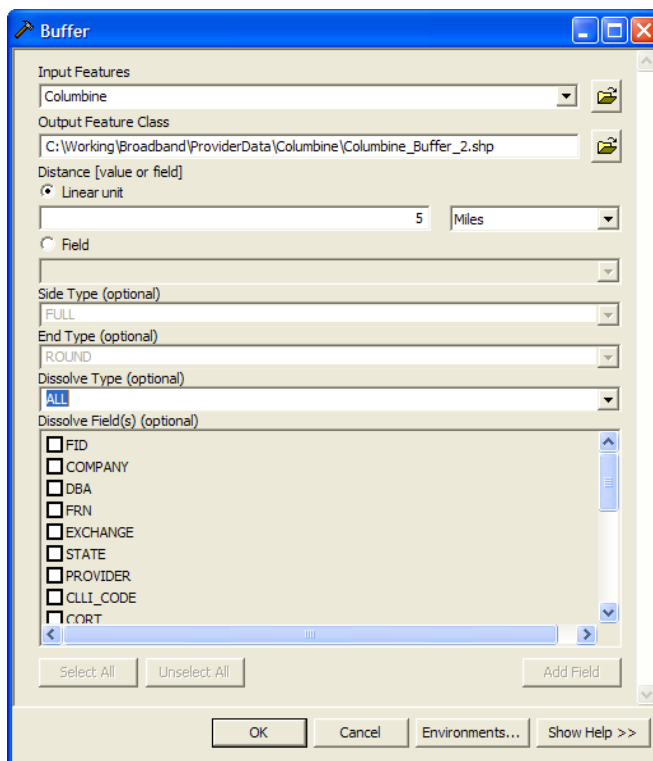 Buffer
Input Features
Columbine
Output Feature Class
C:\Working\Broadband\ProviderData\Columbine\Columbine_Buffer_2.shp
Distance [value or field]
Linear unit
5 Miles
Field
Side Type (optional)
FULL
End Type (optional)
ROUND
Dissolve Type (optional)
ALL
Dissolve Field(s) (optional)
FID
COMPANY
DBA
FRN
EXCHANGE
STATE
PROVIDER
CLLI_CODE
CORT
Select All Unselect All Add Field
OK Cancel Environments... Show Help >>